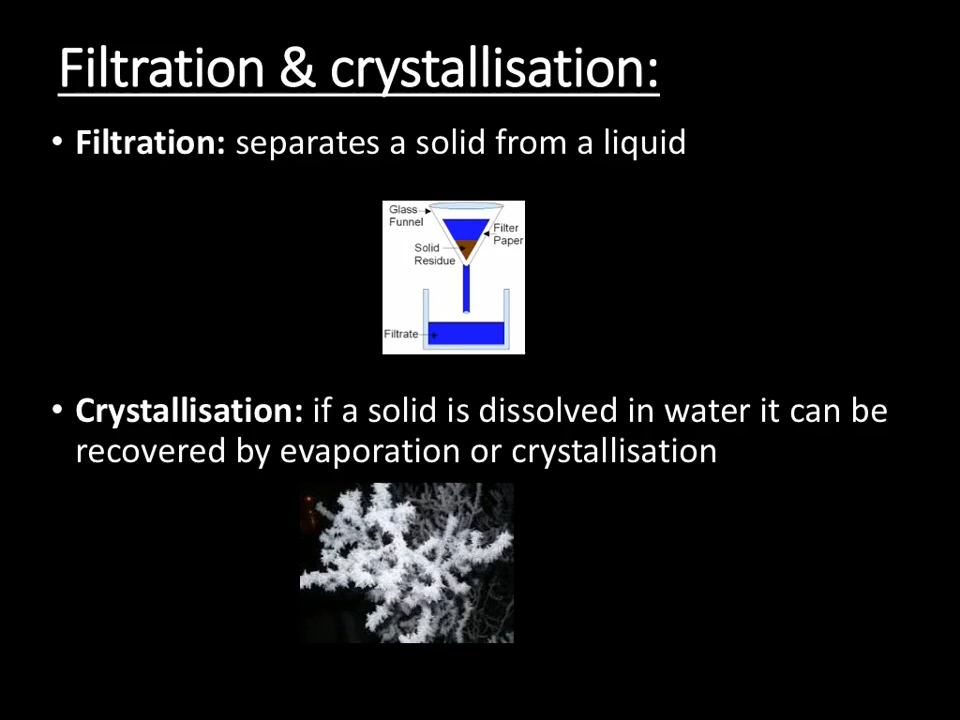 Filtration & crystallisation:
• Filtration: separates a solid from a liquid
Glass
Funnel
Filter
Paper
Solid
Residue
Filtrate
• Crystallisation: if a solid is dissolved in water it can be
recovered by evaporation or crystallisation